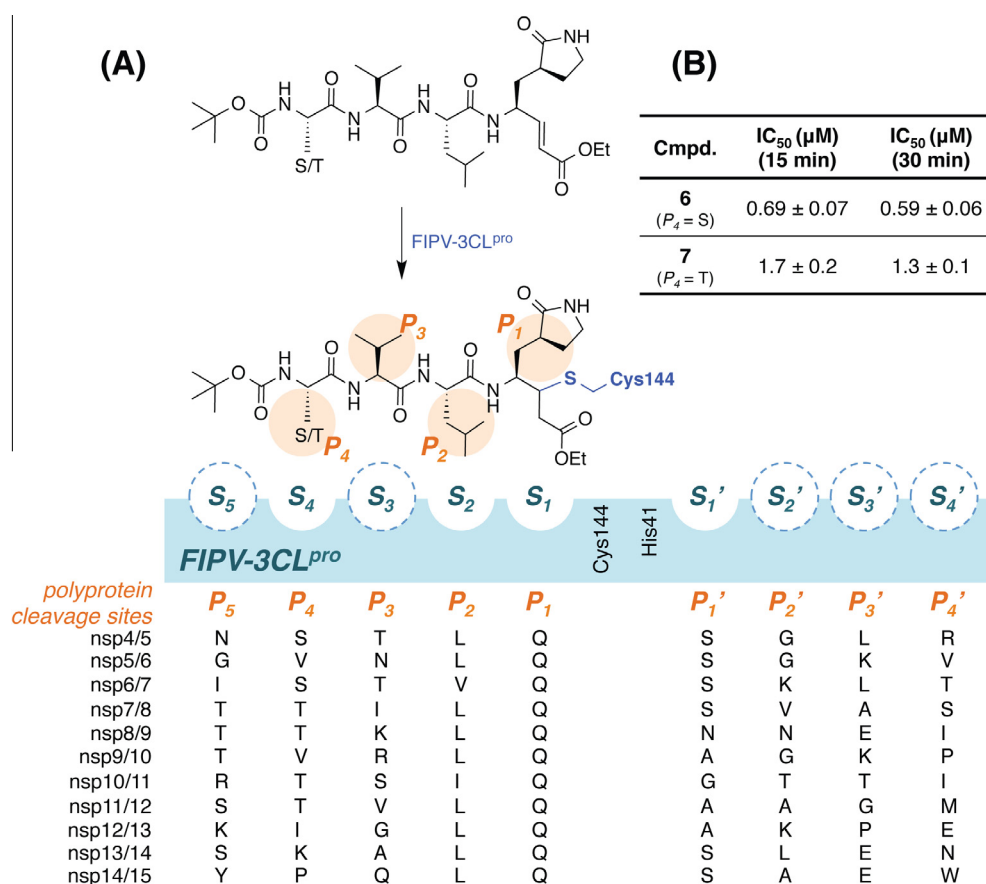 (A)
(B)
O
NH
O
O
H
N
O
N
H
O
H
N
O
N
H
S/T
O
OEt
O
Cmpd. IC50 (μM) (15 min) IC50 (μM) (30 min)
6 (P4 = S) 0.69 ± 0.07 0.59 ± 0.06
7 (P4 = T) 1.7 ± 0.2 1.3 ± 0.1
FIPV-3CLpro
O
NH
P3
P1
O
O
H
N
O
N
H
O
H
N
O
N
H
S
Cys144
S/T
P4
P2
O
OEt
S5 S4 S3 S2 S1 Cys144 His41 S1' S2' S3' S4'
FIPV-3CLpro
polyprotein
cleavage sites
P5 P4 P3 P2 P1 P1' P2' P3' P4'
nsp4/5 N S T L Q S G L R
nsp5/6 G V N L Q S G K V
nsp6/7 I S T V Q S K L T
nsp7/8 T T I L Q S V A S
nsp8/9 T T K L Q N N E I
nsp9/10 T V R L Q A G K P
nsp10/11 R T S I Q G T T I
nsp11/12 S T V L Q A A G M
nsp12/13 K I G L Q A K P E
nsp13/14 S K A L Q S L E N
nsp14/15 Y P Q L Q S A E W